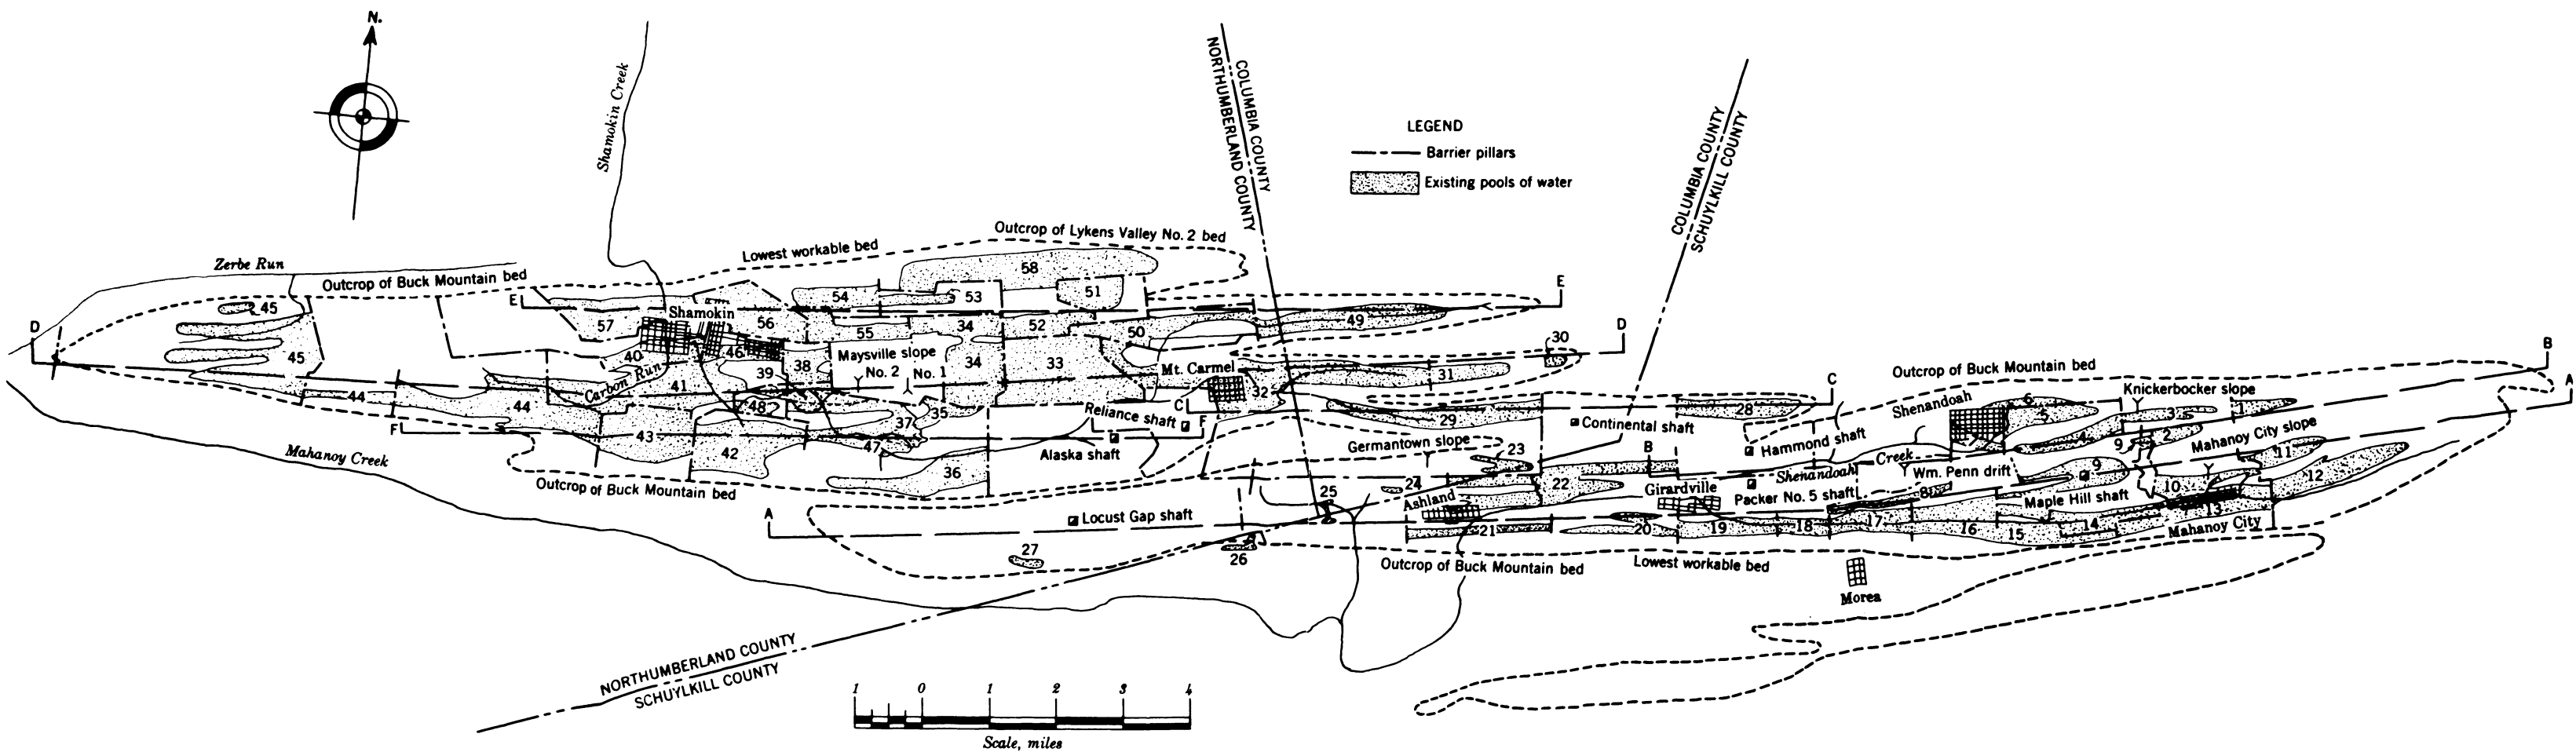 N.
Shamokin Creek
NORTHUMBERLAND COUNTY
COLUMBIA COUNTY
COLUMBIA COUNTY
SCHUYLKILL COUNTY
LEGEND
Barrier pillars
Existing pools of water
Zerbe Run
Outcrop of Buck Mountain bed
Lowest workable bed
Outcrop of Lykens Valley No. 2 bed
D
E
45
45
57
Shamokin
56
54
53
58
51
55
34
52
50
49
E
D
30
40
46
39
38
Maysville slope
No. 2
No. 1
34
33
Mt. Carmel
32
31
Carbon Run
41
44
44
48
35
37
F
43
42
47
36
Reliance shaft
C
F
Alaska shaft
29
28
C
Continental shaft
Mahanoy Creek
Outcrop of Buck Mountain bed
A
Locust Gap shaft
27
26
25
24
Germantown slope
23
22
Ashland
21
B
Girardville
20
19
18
17
16
15
14
13
Packer No. 5 shaft
Hammond shaft
Shenandoah
Creek
Wm. Penn drift
8
Maple Hill shaft
Outcrop of Buck Mountain bed
Shenandoah
6
5
4
Knickerbocker slope
3
1
2
9
9
Mahanoy City slope
11
10
12
7
Mahanoy City
B
A
Outcrop of Buck Mountain bed
Lowest workable bed
Morea
NORTHUMBERLAND COUNTY
SCHUYLKILL COUNTY
1 0 1 2 3 4
Scale, miles